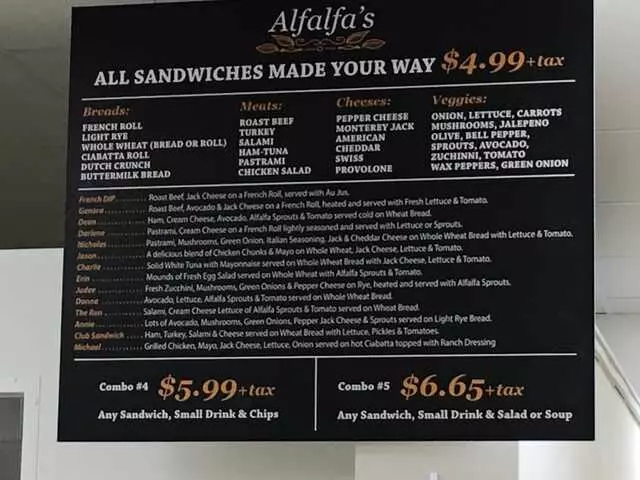 Alfalfa's
ALL SANDWICHES MADE YOUR WAY $4.99+tax
Breads:
FRENCH ROLL
LIGHT RYE
WHOLE WHEAT (BREAD OR ROLL)
CIABATTA ROLL
DUTCH CRUNCH
BUTTERMILK BREAD
Meats:
ROAST BEEF
TURKEY
SALAMI
HAM-TUNA
PASTRAMI
CHICKEN SALAD
Cheeses:
PEPPER CHEESE
MONTEREY JACK
AMERICAN
CHEDDAR
SWISS
PROVOLONE
Veggies:
ONION, LETTUCE, CARROTS
MUSHROOMS, JALEPENO
OLIVE, BELL PEPPER,
SPROUTS, AVOCADO,
ZUCHINNI, TOMATO
WAX PEPPERS, GREEN ONION
French DIP.......... Roast Beef, Jack Cheese on a French Roll, served with Au Jus.
Roast Beef, Avocado & Jack Cheese on a French Roll, heated and served with Fresh Lettuce & Tomato.
Dean............... Ham, Cream Cheese, Avocado, Alfalfa Sprouts & Tomato served cold on Wheat Bread.
Darlene............ Pastrami, Cream Cheese on a French Roll lightly seasoned and served with Lettuce or Sprouts.
Nicholas........... Pastrami, Mushrooms, Green Onion, Italian Seasoning, Jack & Cheddar Cheese on Whole Wheat Bread with Lettuce & Tomato.
Jason.............. A delicious blend of Chicken Chunks & Mayo on Whole Wheat, Jack Cheese, Lettuce & Tomato.
Charlie............ Solid White Tuna with Mayonnaise served on Whole Wheat Bread with Jack Cheese, Lettuce & Tomato.
Erin............... Mounds of Fresh Egg Salad served on Whole Wheat with Alfalfa Sprouts & Tomato.
Fresh Zucchini, Mushrooms, Green Onions & Pepper Cheese on Rye, heated and served with Alfalfa Sprouts.
Donna.............. Avocado, Lettuce, Alfalfa Sprouts & Tomato served on Whole Wheat Bread.
The Ron............ Salami, Cream Cheese Lettuce of Alfalfa Sprouts & Tomato served on Wheat Bread.
Annie.............. Lots of Avocado, Mushrooms, Green Onions, Pepper Jack Cheese & Sprouts served on Light Rye Bread.
Club Sandwich ..... Ham, Turkey, Salami & Cheese served on Wheat Bread with Lettuce, Pickles & Tomatoes.
Michael............ Grilled Chicken, Mayo, Jack Cheese, Lettuce, Onion served on hot Ciabatta topped with Ranch Dressing
Combo #4 $5.99+tax
Any Sandwich, Small Drink & Chips
Combo #5 $6.65+tax
Any Sandwich, Small Drink & Salad or Soup